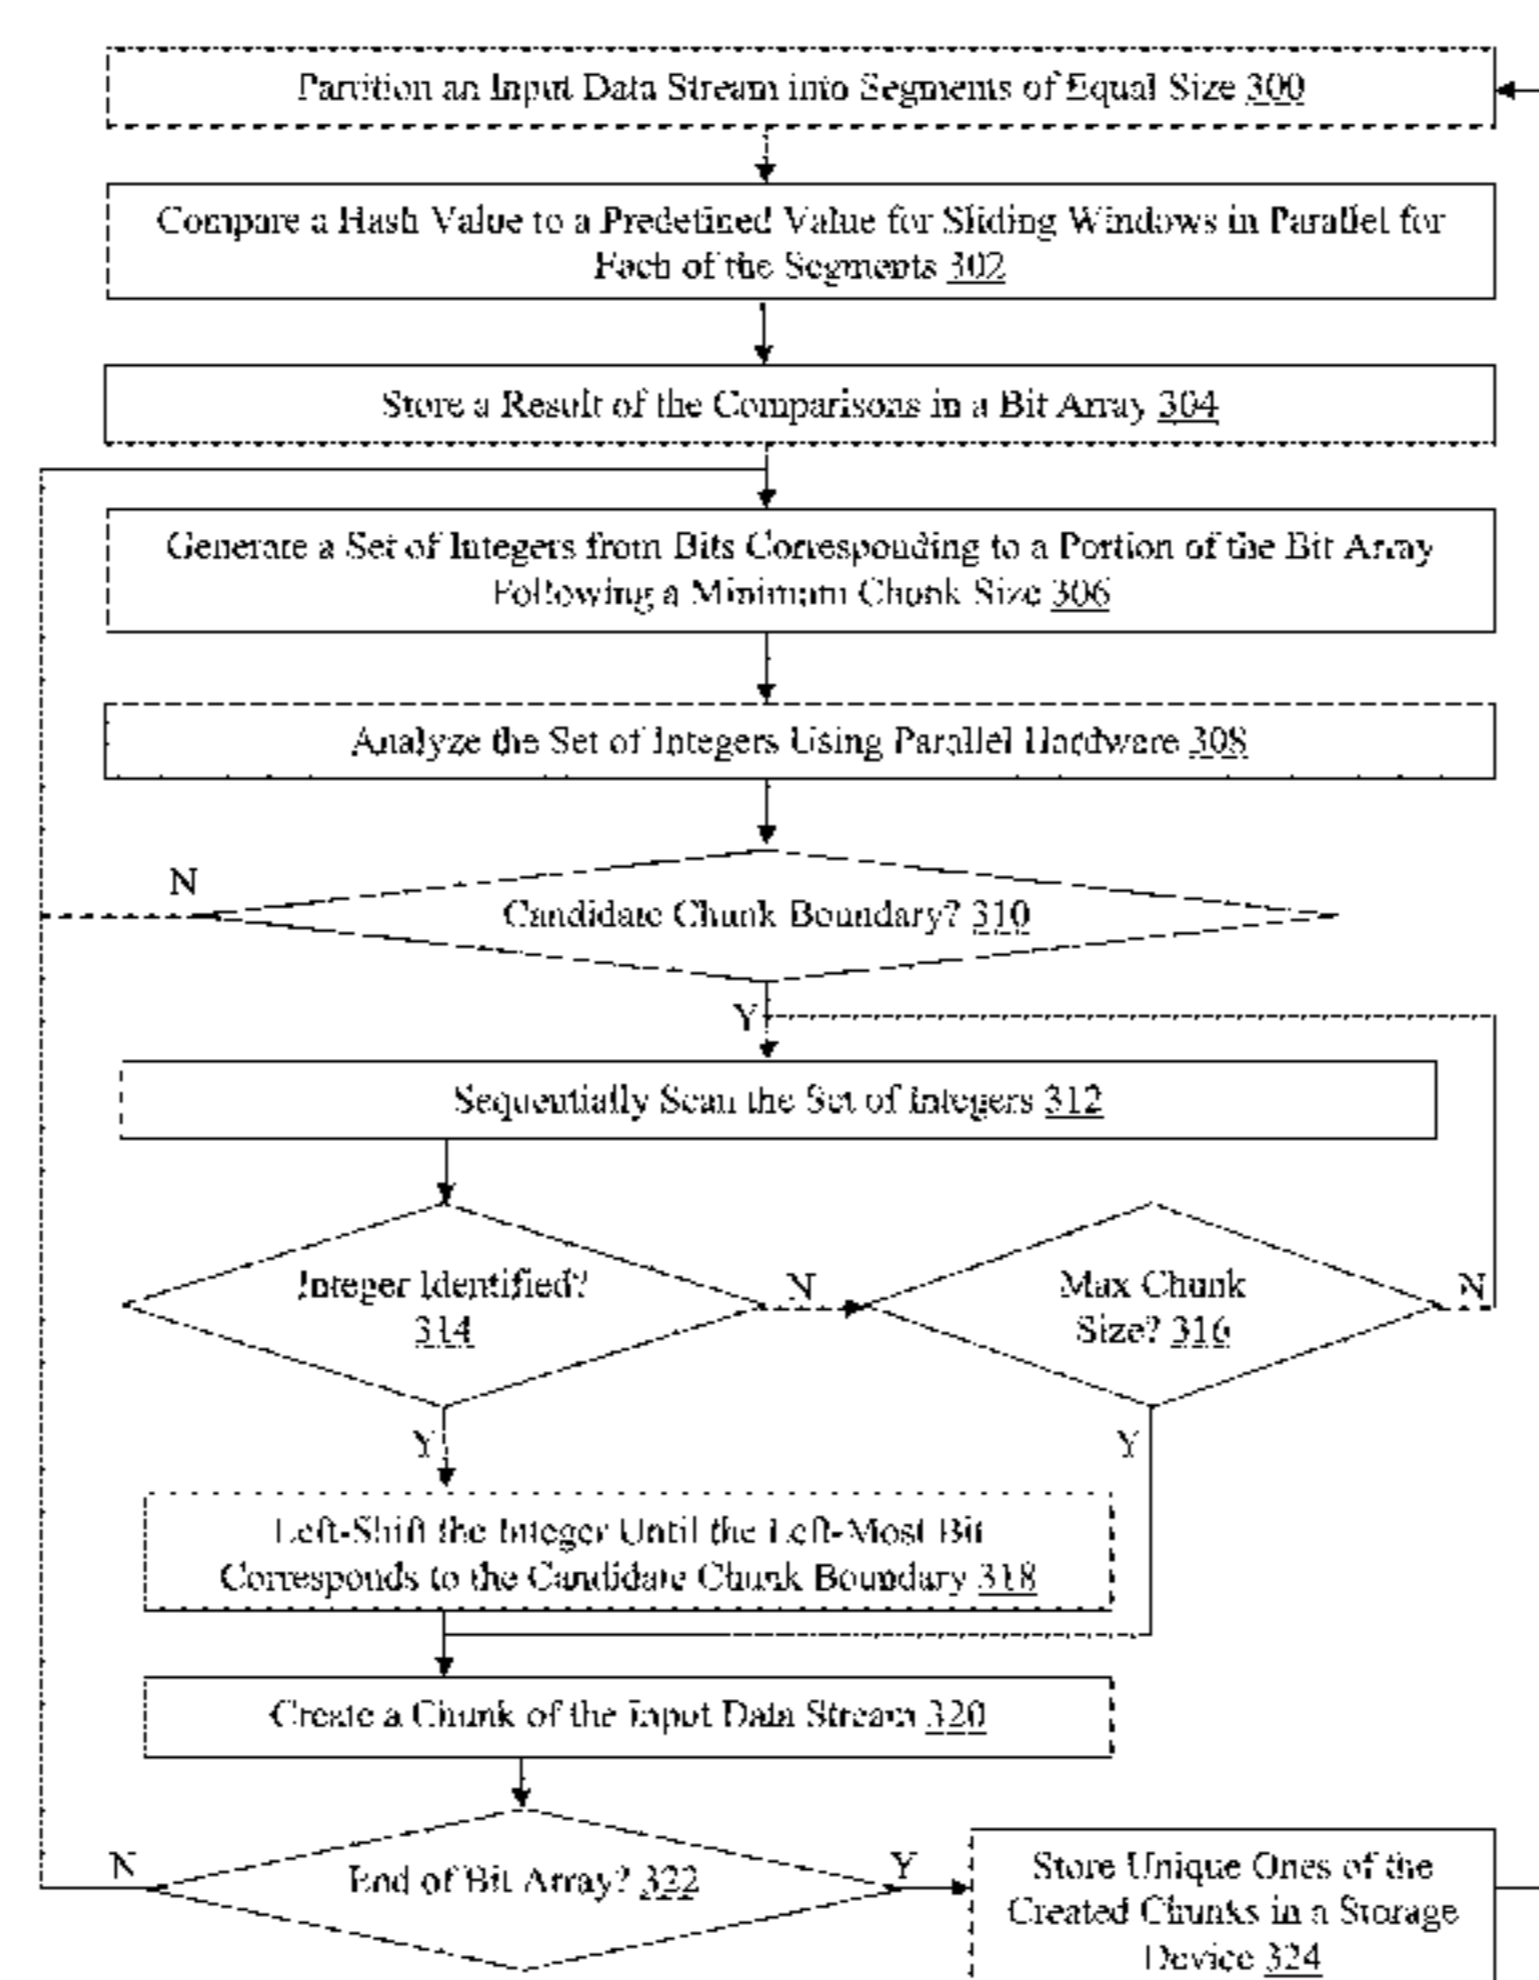 Partition an Input Data Stream into Segments of Equal Size 300
Compare a Hash Value to a Predefined Value for Sliding Windows in Parallel for
Each of the Segments 302
Store a Result of the Comparisons in a Bit Array 304
Generate a Set of Integers from Bits Corresponding to a Portion of the Bit Array
Following a Minimum Chunk Size 306
Analyze the Set of Integers Using Parallel Hardware 308
N
Candidate Chunk Boundary? 310
Y
Sequentially Scan the Set of Integers 312
Integer Identified?
314
N
Max Chunk
Size? 316
N
Y
Y
Left-Shift the Integer Until the Left-Most Bit
Corresponds to the Candidate Chunk Boundary 318
Create a Chunk of the Input Data Stream 320
N
End of Bit Array? 322
Y
Store Unique Ones of the
Created Chunks in a Storage
Device 324